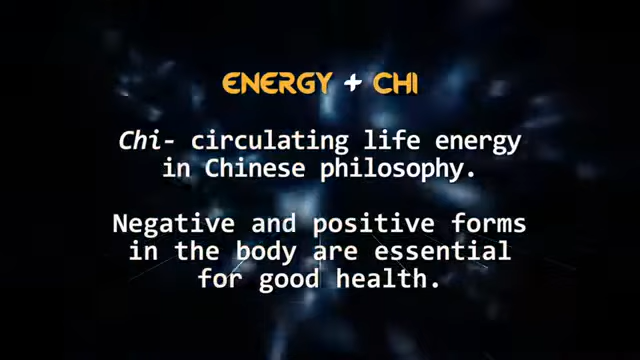 ENERGY + CHI
Chi- circulating life energy
in Chinese philosophy.
Negative and positive forms
in the body are essential
for good health.